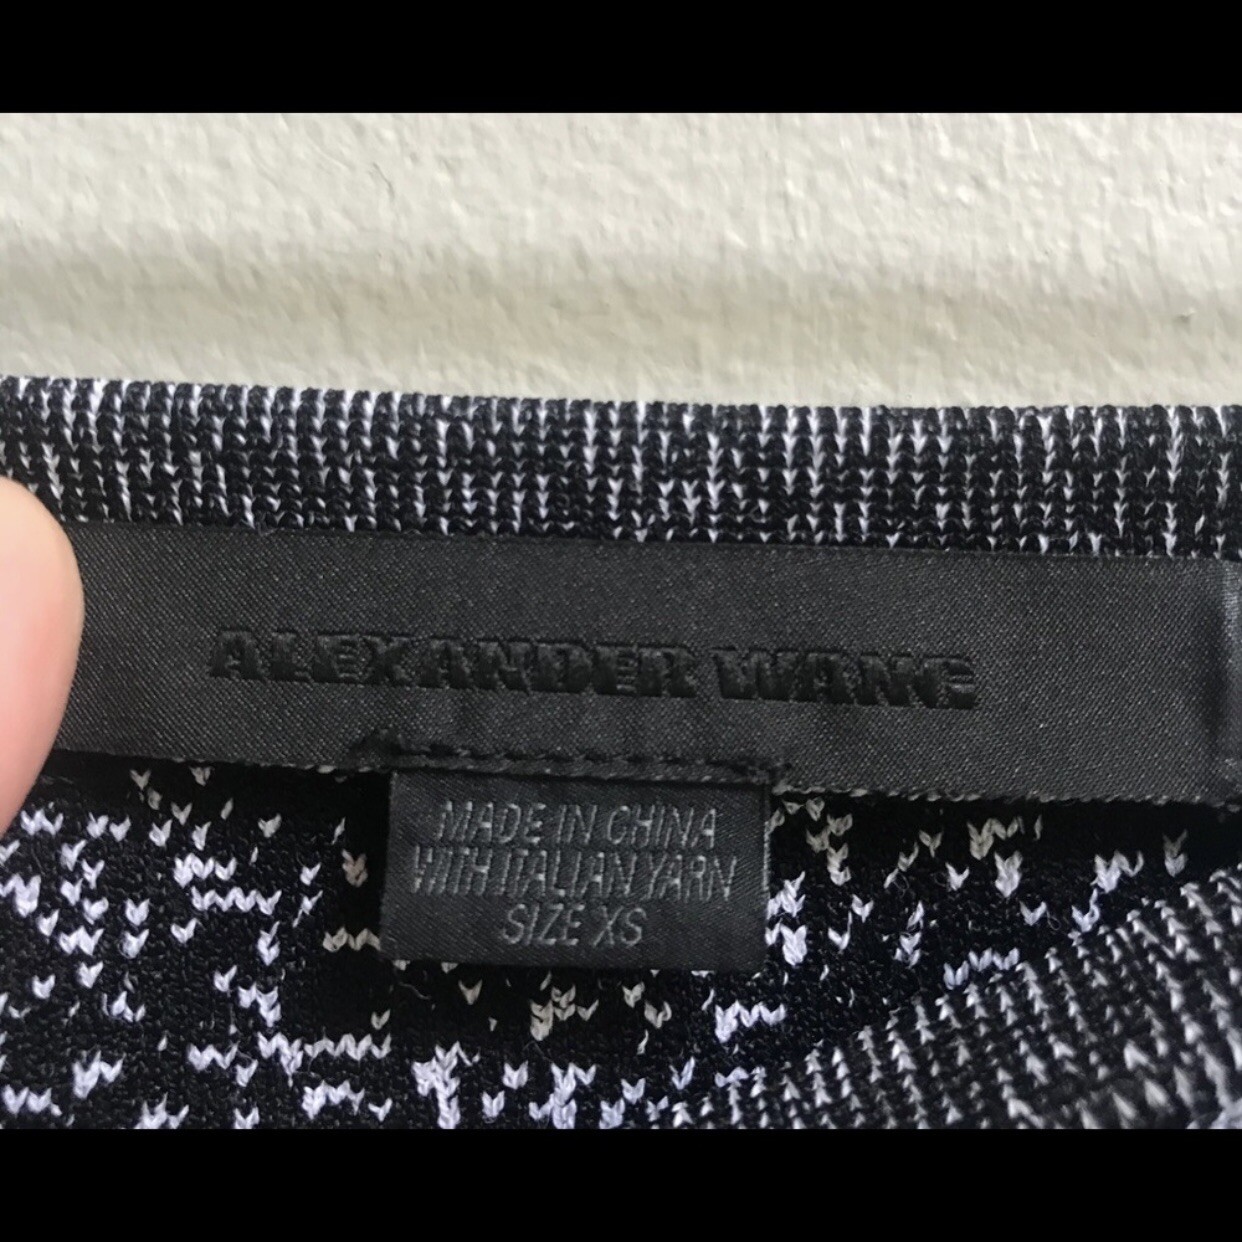 ALEXANDER WANG
MADE IN CHINA
WITH ITALIAN YARN
SIZE XS